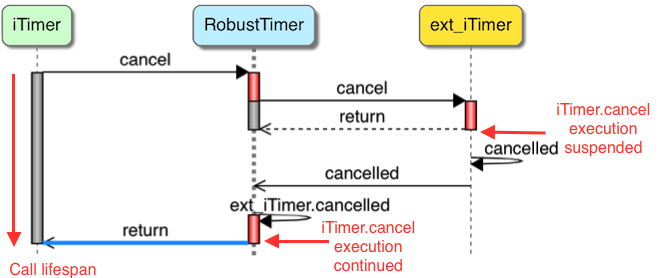 iTimer
RobustTimer
ext_iTimer
cancel
cancel
return
iTimer.cancel
execution
suspended
cancelled
cancelled
ext_iTimer.cancelled
return
iTimer.cancel
execution
continued
Call lifespan